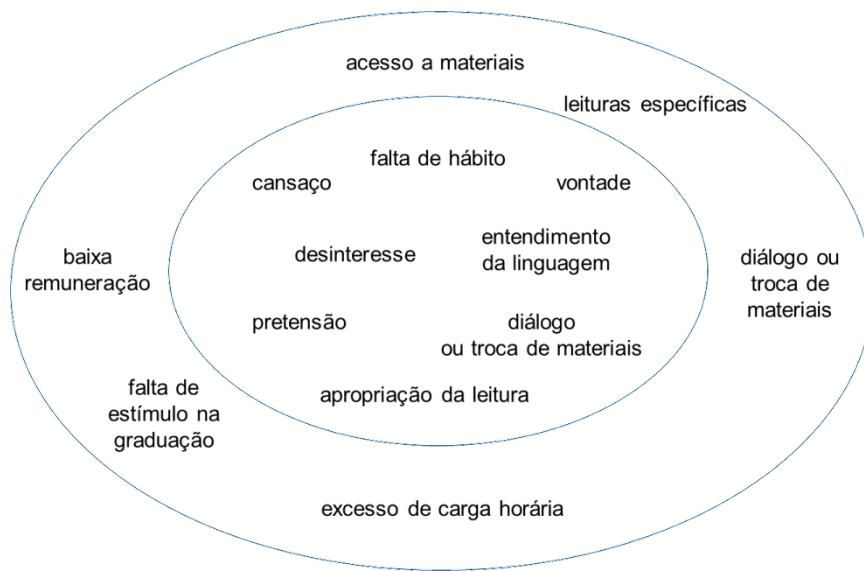 acesso a materiais
leituras específicas
falta de hábito
cansaço
vontade
baixa
remuneração
desinteresse
entendimento
da linguagem
diálogo ou
troca de
materiais
pretensão
diálogo
ou troca de materiais
falta de
estímulo na
graduação
apropriação da leitura
excesso de carga horária